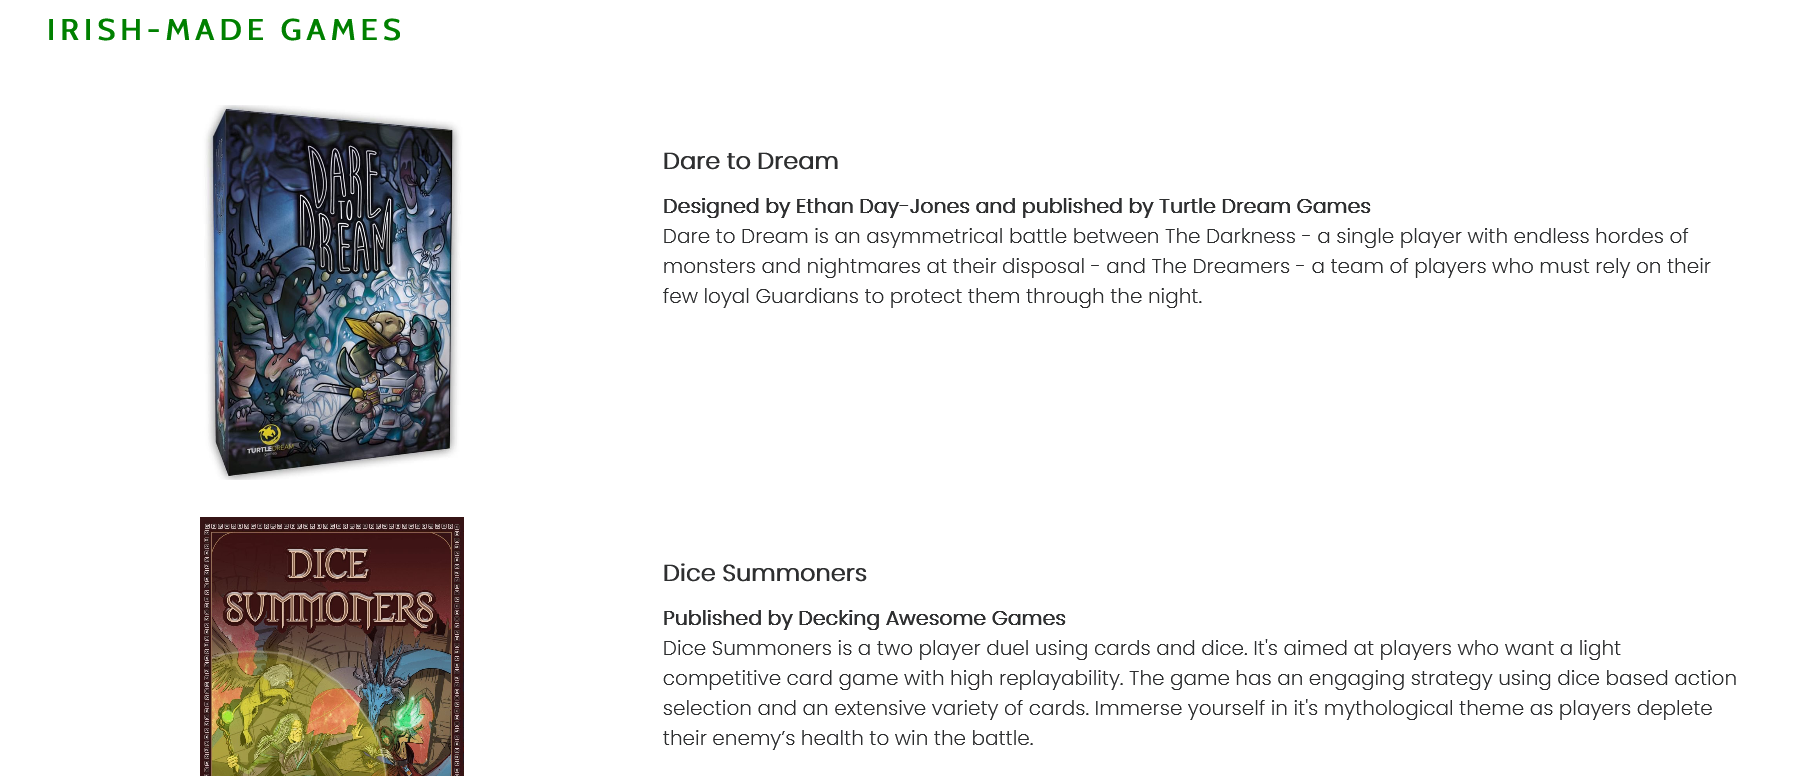 IRISH-MADE GAMES
DARE
TO
DREAM
TURTLE DREAM
Dare to Dream
Designed by Ethan Day-Jones and published by Turtle Dream Games
Dare to Dream is an asymmetrical battle between The Darkness - a single player with endless hordes of
monsters and nightmares at their disposal - and The Dreamers - a team of players who must rely on their
few loyal Guardians to protect them through the night.
DICE
SUMMONERS
Dice Summoners
Published by Decking Awesome Games
Dice Summoners is a two player duel using cards and dice. It's aimed at players who want a light
competitive card game with high replayability. The game has an engaging strategy using dice based action
selection and an extensive variety of cards. Immerse yourself in it's mythological theme as players deplete
their enemy’s health to win the battle.